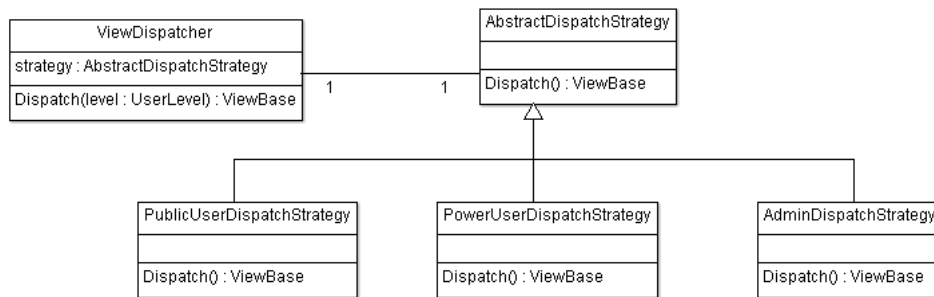 ViewDispatcher
strategy : AbstractDispatchStrategy
Dispatch(level : UserLevel) : ViewBase
1
1
AbstractDispatchStrategy
Dispatch() : ViewBase
PublicUserDispatchStrategy
Dispatch() : ViewBase
PowerUserDispatchStrategy
Dispatch() : ViewBase
AdminDispatchStrategy
Dispatch() : ViewBase